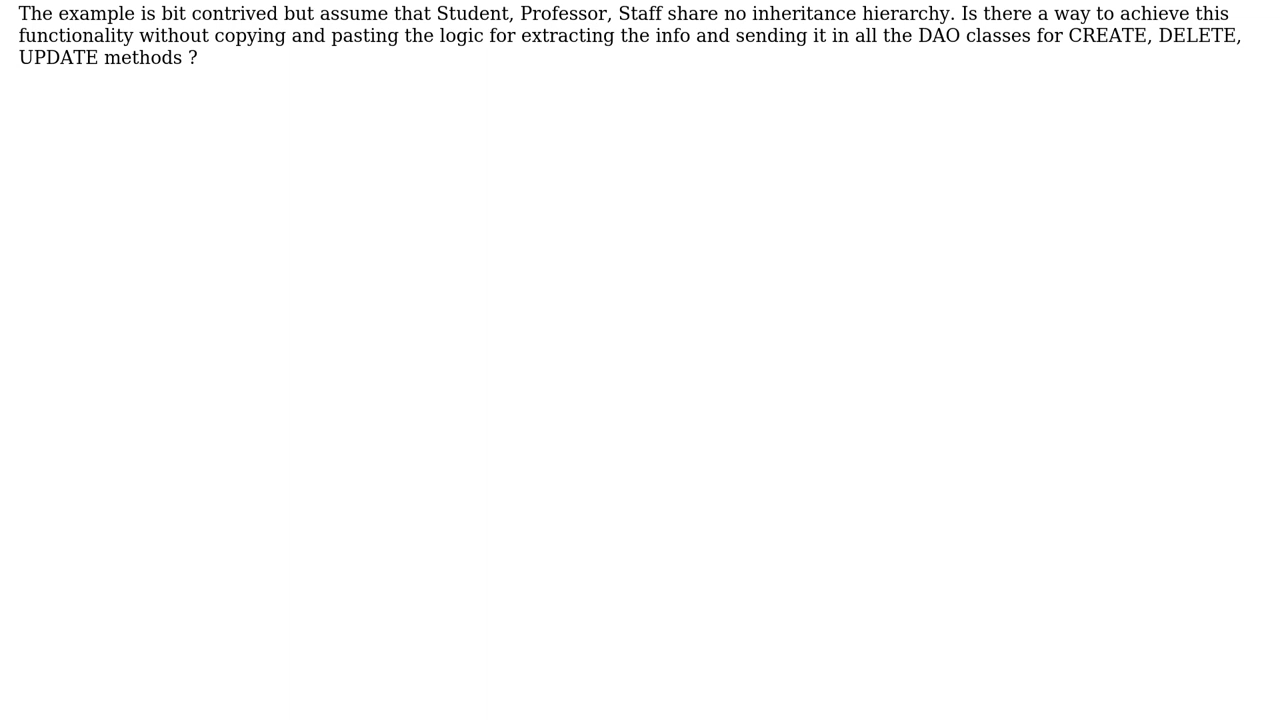 The example is bit contrived but assume that Student, Professor, Staff share no inheritance hierarchy. Is there a way to achieve this
functionality without copying and pasting the logic for extracting the info and sending it in all the DAO classes for CREATE, DELETE,
UPDATE methods ?